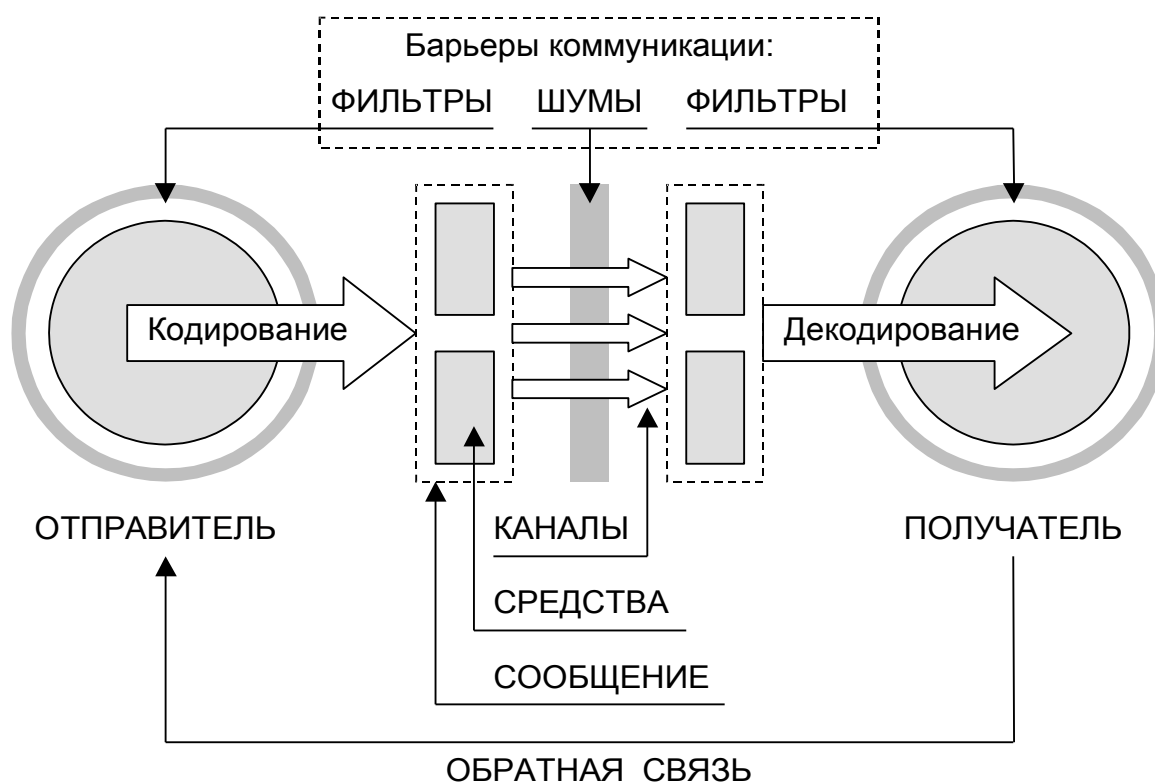 Барьеры коммуникации:
ФИЛЬТРЫ ШУМЫ ФИЛЬТРЫ
Кодирование Декодирование
ОТПРАВИТЕЛЬ КАНАЛЫ ПОЛУЧАТЕЛЬ
СРЕДСТВА
СООБЩЕНИЕ
ОБРАТНАЯ СВЯЗЬ